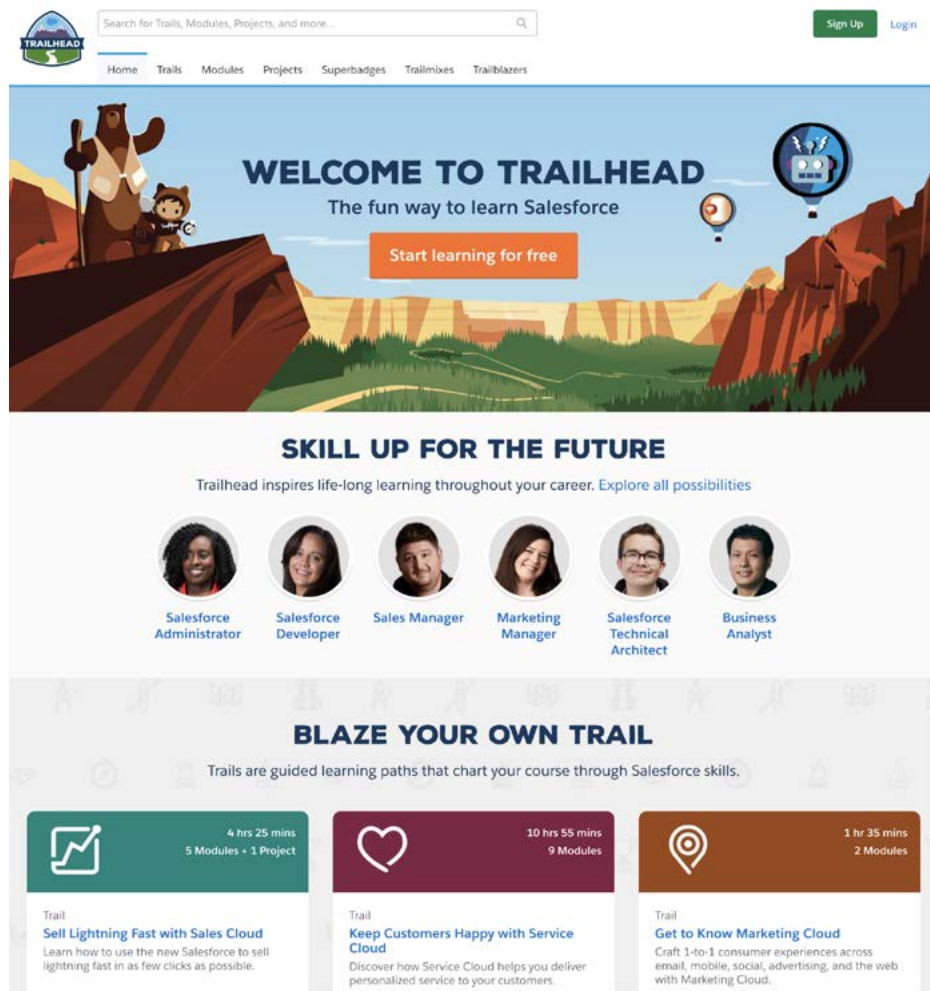 TRAILHEAD
Search for Trails, Modules, Projects, and more...
Sign Up
Login
Home Trails Modules Projects Superbadges Trailmixes Trailblazers
WELCOME TO TRAILHEAD
The fun way to learn Salesforce
Start learning for free
SKILL UP FOR THE FUTURE
Trailhead inspires life-long learning throughout your career. Explore all possibilities
Salesforce
Administrator
Salesforce
Developer
Sales Manager
Marketing
Manager
Salesforce
Technical
Architect
Business
Analyst
BLAZE YOUR OWN TRAIL
Trails are guided learning paths that chart your course through Salesforce skills.
4 hrs 25 mins
5 Modules + 1 Project
Trail
Sell Lightning Fast with Sales Cloud
Learn how to use the new Salesforce to sell
lightning fast in as few clicks as possible.
10 hrs 55 mins
9 Modules
Trail
Keep Customers Happy with Service
Cloud
Discover how Service Cloud helps you deliver
personalized service to your customers.
1 hr 35 mins
2 Modules
Trail
Get to Know Marketing Cloud
Craft 1-to-1 consumer experiences across
email, mobile, social, advertising, and the web
with Marketing Cloud.